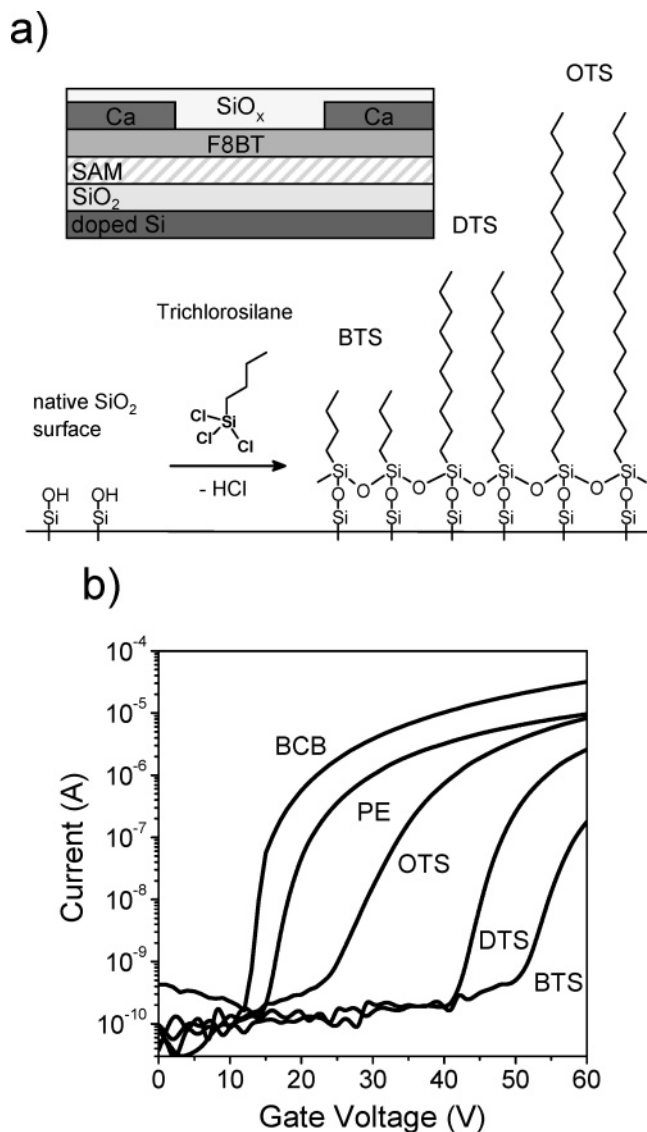 a)
OTS
Ca
SiOx
Ca
F8BT
SAM
SiO2
doped Si
DTS
Trichlorosilane
BTS
native SiO2
surface
Cl
Si
Cl
Cl
- HCl
OH OH
Si Si
Si Si Si Si Si Si
O O O O O
O O O O O O
Si Si Si Si Si Si
b)
10-4
10-5
10-6
10-7
10-8
10-9
10-10
Current (A)
BCB
PE
OTS
DTS
BTS
0 10 20 30 40 50 60
Gate Voltage (V)